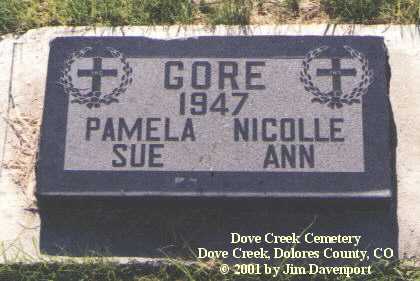 GORE
1947
PAMELA NICOLLE
SUE ANN
Dove Creek Cemetery
Dove Creek, Dolores County, CO
© 2001 by Jim Davenport